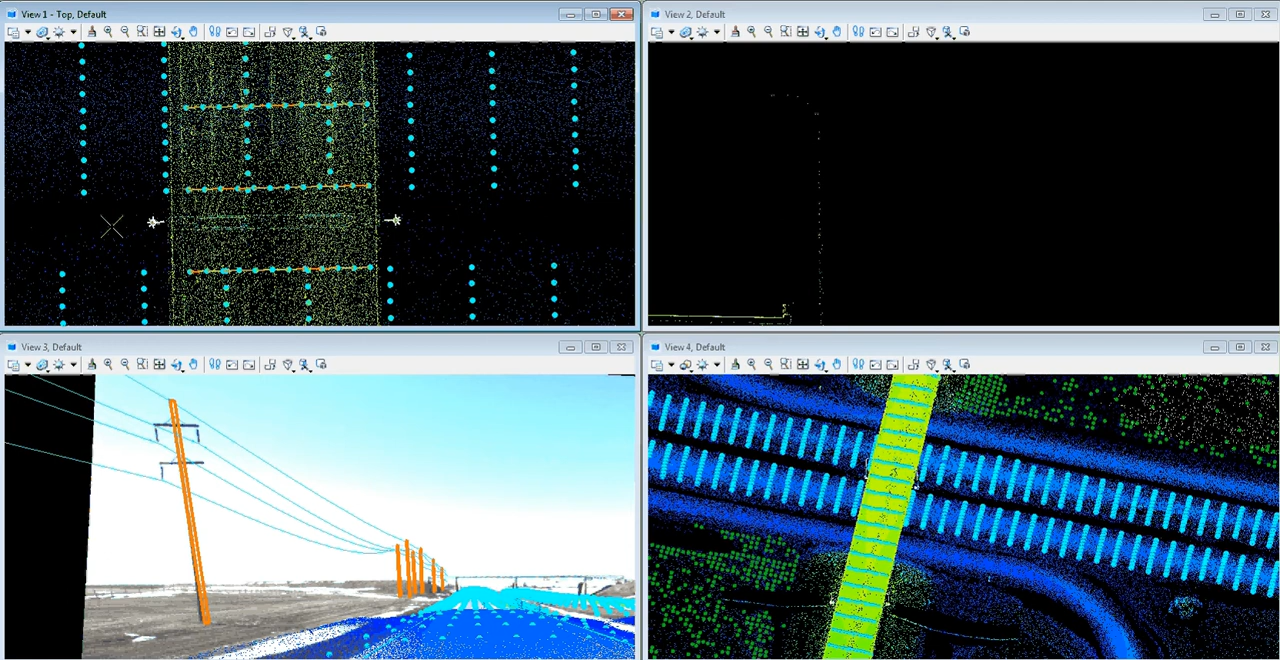 View 1 - Top, Default
View 2, Default
View 3, Default
View 4, Default